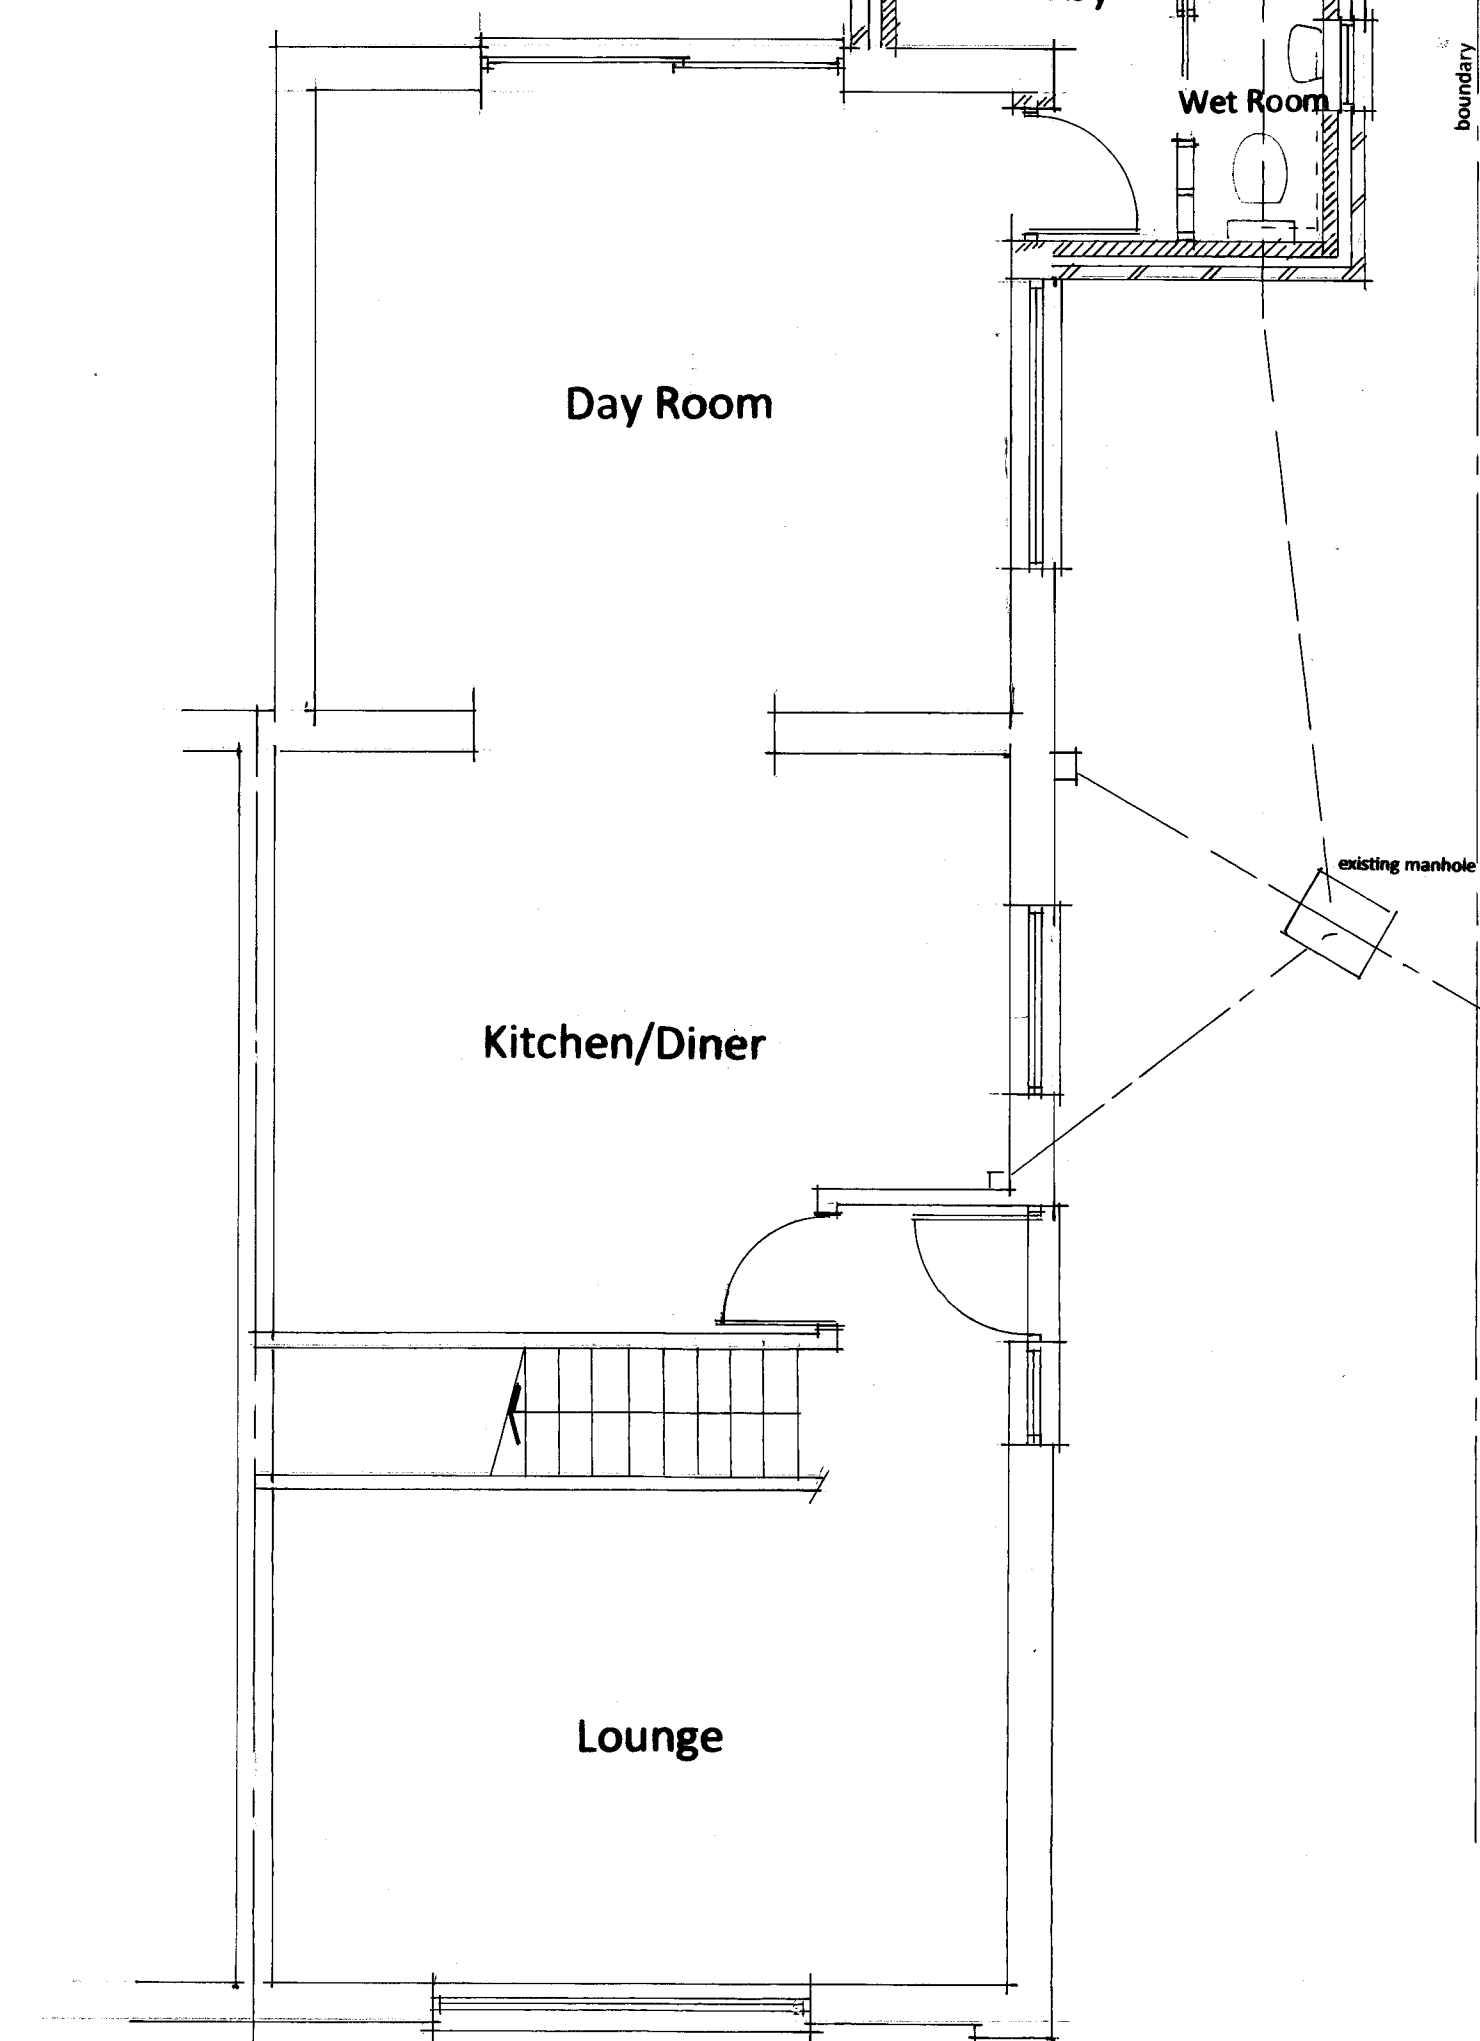 Wet Room
boundary
Day Room
existing manhole
Kitchen/Diner
Lounge